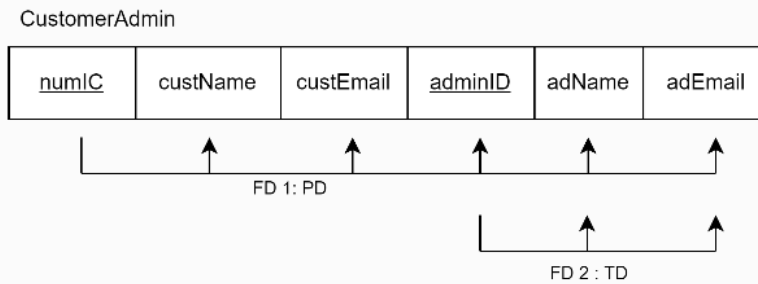 CustomerAdmin
numIC custName custEmail adminID adName adEmail
FD 1: PD
FD 2 : TD